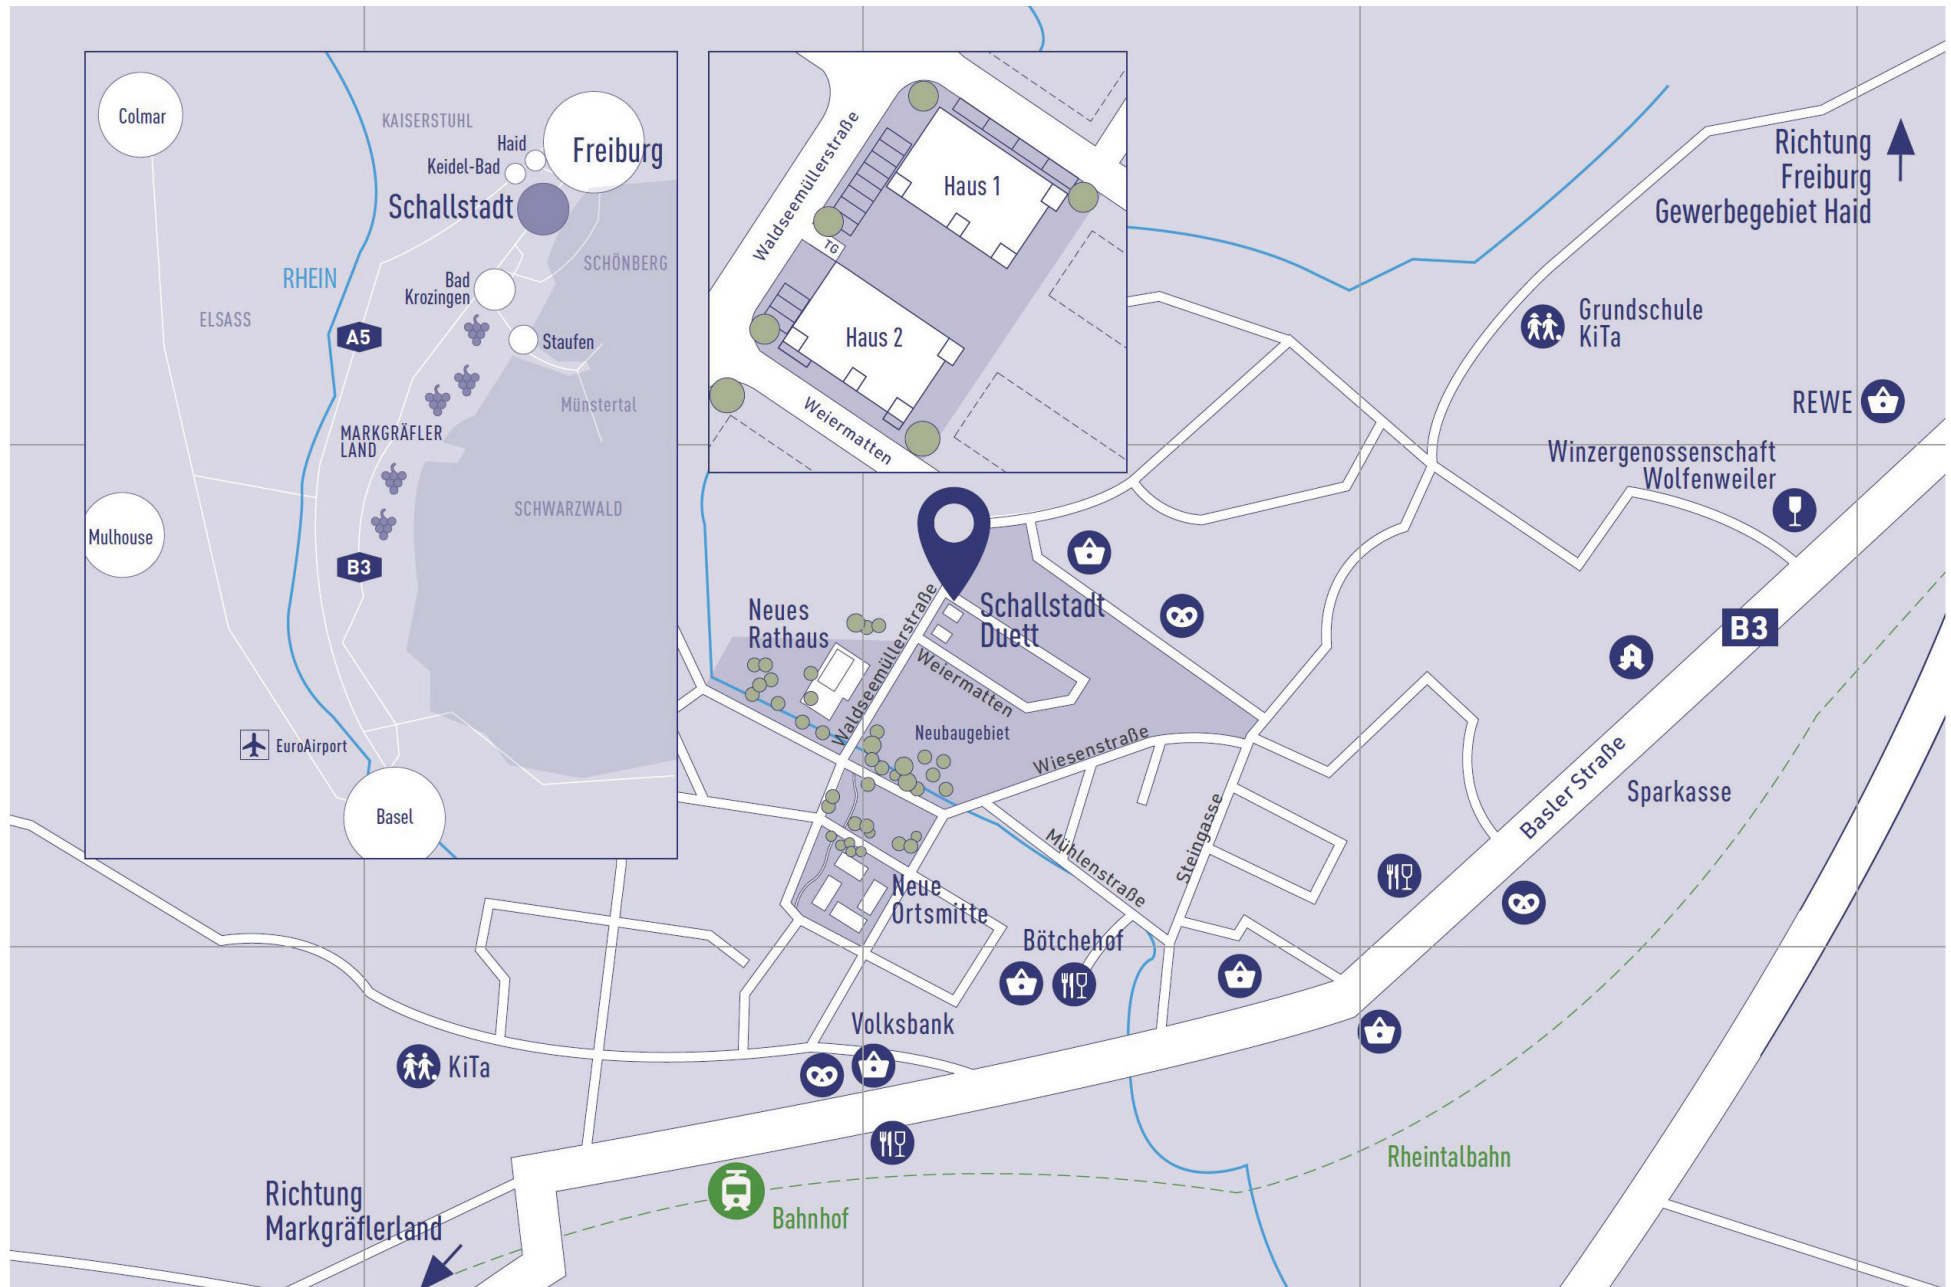 Colmar
KAISERSTUHL
Haid
Freiburg
Keidel-Bad
Schallstadt
SCHÖNBERG
RHEIN
Bad
Krozingen
ELSASS
A5
Staufen
Münstertal
MARKGRÄFLER
LAND
SCHWARZWALD
Mulhouse
B3
EuroAirport
Basel
Waldseemüllerstraße
Haus 1
TG
Haus 2
Weiermatten
Richtung
Freiburg
Gewerbegebiet Haid
Grundschule
KiTa
REWE
Winzergenossenschaft
Wolfenweiler
Neues
Rathaus
Waldseemüllerstraße
Schallstadt
Duett
Weiermatten
Neubaugebiet
Wiesenstraße
B3
Basler Straße
Sparkasse
Mühlenstraße
Steingasse
Neue
Ortsmitte
Bötchehof
Volksbank
KiTa
Rheintalbahn
Richtung
Markgräflerland
Bahnhof